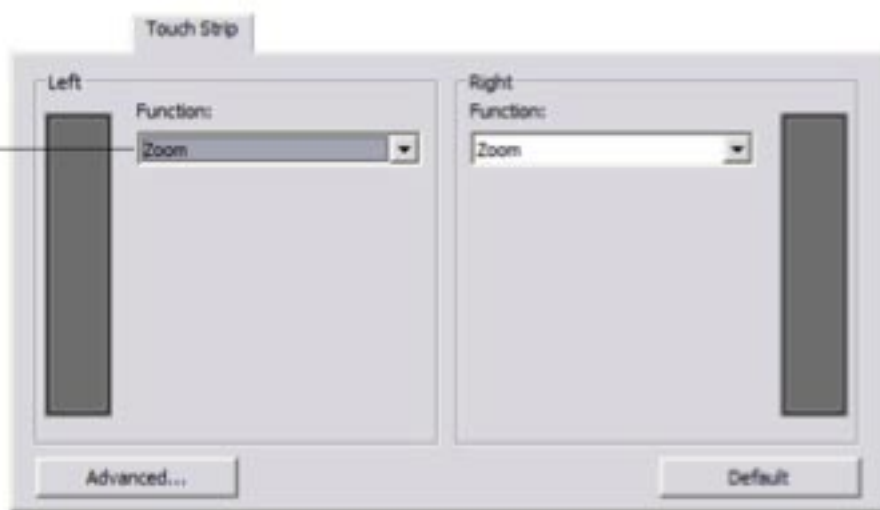 Touch Strip
Left
Function:
Zoom
Right
Function:
Zoom
Advanced...
Default